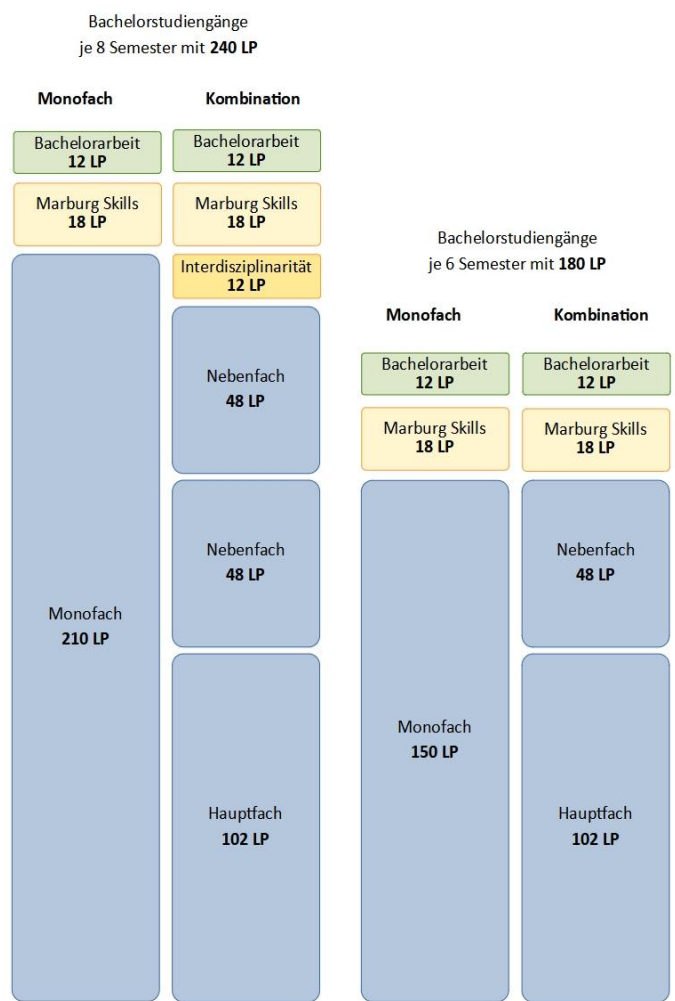 Bachelorstudiengänge
je 8 Semester mit 240 LP
Monofach
Bachelorarbeit
12 LP
Marburg Skills
18 LP
Monofach
210 LP
Kombination
Bachelorarbeit
12 LP
Marburg Skills
18 LP
Interdisziplinarität
12 LP
Nebenfach
48 LP
Nebenfach
48 LP
Hauptfach
102 LP
Bachelorstudiengänge
je 6 Semester mit 180 LP
Monofach
Bachelorarbeit
12 LP
Marburg Skills
18 LP
Monofach
150 LP
Kombination
Bachelorarbeit
12 LP
Marburg Skills
18 LP
Nebenfach
48 LP
Hauptfach
102 LP